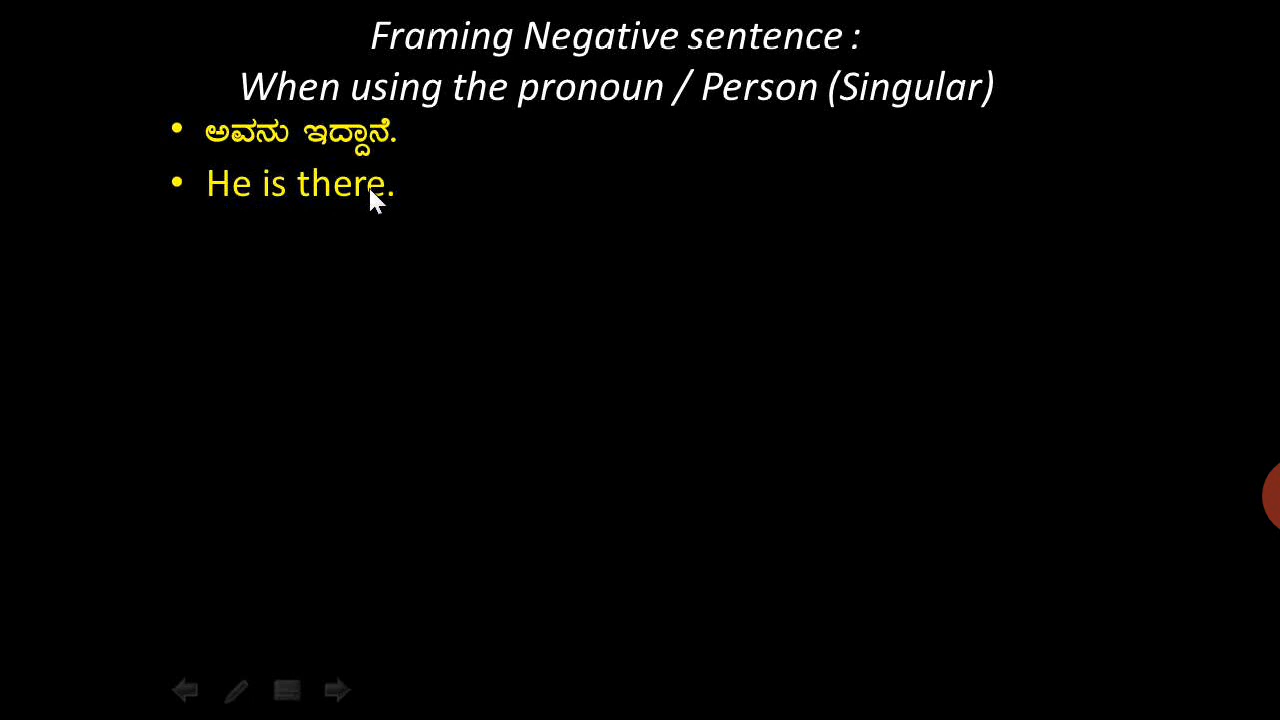 Framing Negative sentence :
When using the pronoun / Person (Singular)
• ಅವನು ಇದ್ದಾನೆ.
• He is there.